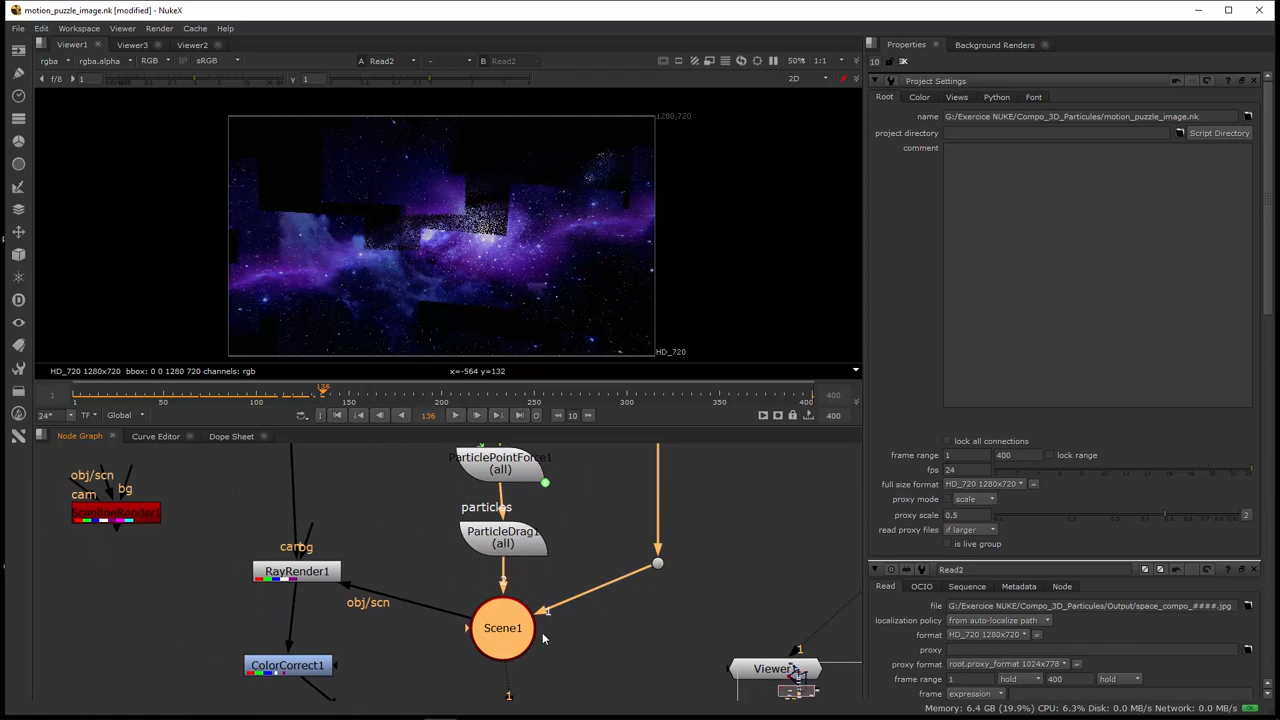 motion_puzzle_image.nk [modified] - NukeX
File Edit Workspace Viewer Render Cache Help
Viewer1 Viewer3 Viewer2
rgba rgba.alpha RGB IP sRGB A Read2 - B Read2 50% 1:1
f/8 1 Y 1 2D
1280,720
HD_720
HD_720 1280x720 bbox: 0 0 1280 720 channels: rgb x=-564 y=132
1 1 50 100 136 150 200 250 300 350 400 400
24* TF Global 136 10 400
Node Graph Curve Editor Dope Sheet
obj/scn
cam bg
ScanlineRender1
ParticlePointForce1
(all)
particles
ParticleDrag1
(all)
RayRender1
obj/scn
2
1
Scene1
ColorCorrect1
1
1
Viewer1
Properties Background Renders
10
Project Settings
Root Color Views Python Font
name G:/Exercice NUKE/Compo_3D_Particules/motion_puzzle_image.nk
project directory Script Directory
comment
lock all connections
frame range 1 400 lock range
fps 24
full size format HD_720 1280x720
proxy mode scale
proxy scale 0.5 2
read proxy files if larger
is live group
Read2
Read OCIO Sequence Metadata Node
file G:/Exercice NUKE/Compo_3D_Particules/Output/space_compo_####.jpg
localization policy from auto-localize path
format HD_720 1280x720
proxy
proxy format root.proxy_format 1024x778
frame range 1 hold 400 hold
frame expression
Memory: 6.4 GB (19.9%) CPU: 6.3% Disk: 0.0 MB/s Network: 0.0 MB/s